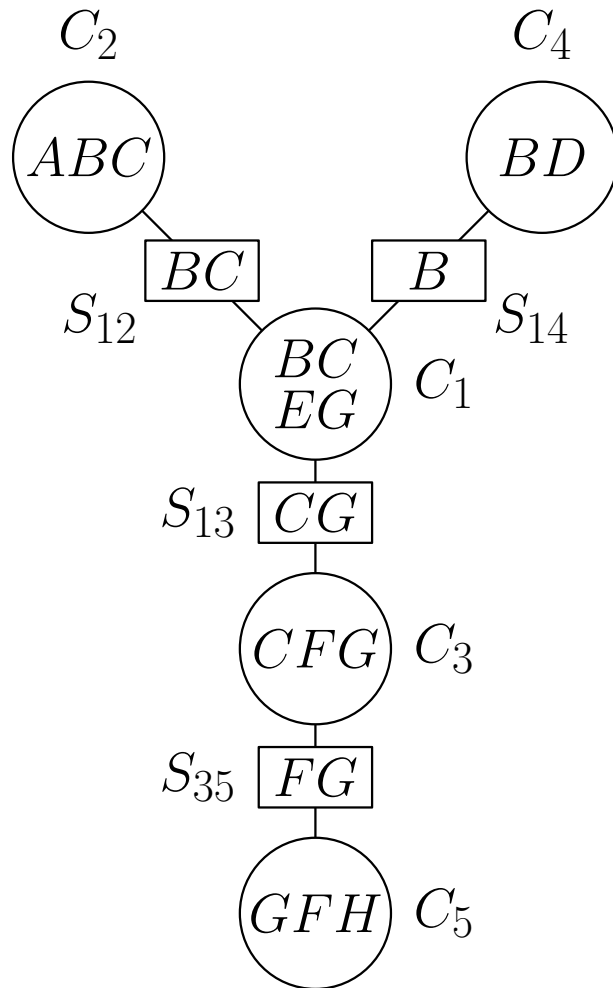 C₂
C₄
ABC
BD
BC
B
S₁₂
S₁₄
BC
EG
C₁
S₁₃
CG
CFG
C₃
S₃₅
FG
GFH
C₅